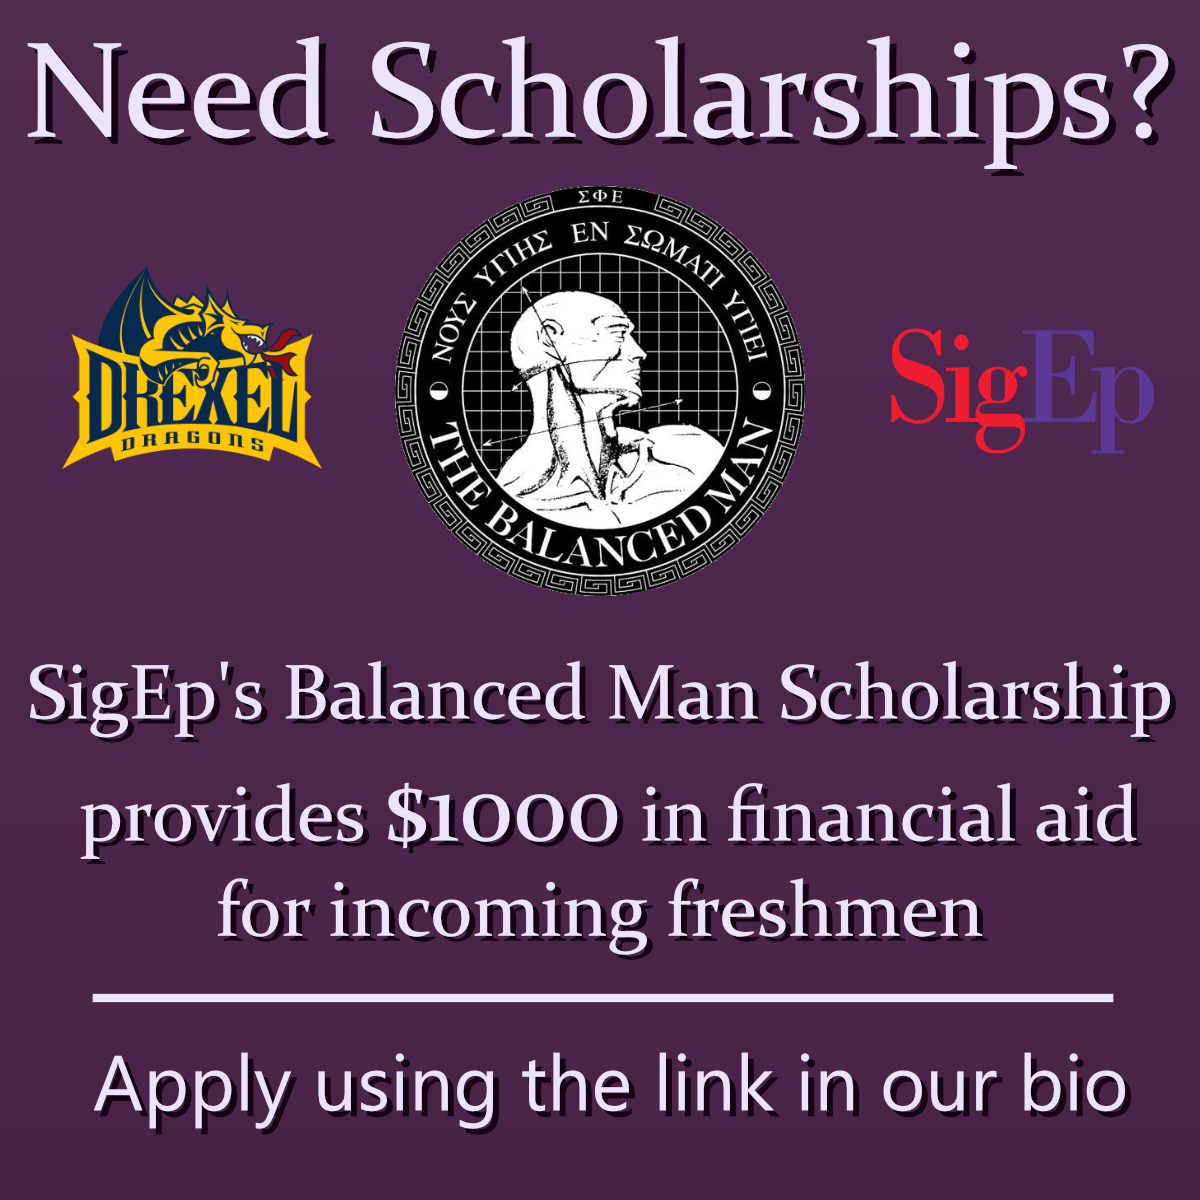 Need Scholarships?
ΣΦΕ
ΝΟΥΣ ΥΓΙΗΣ ΕΝ ΣΩΜΑΤΙ ΥΓΙΕΙ
THE BALANCED MAN
DREXEL
DRAGONS
SigEp
SigEp's Balanced Man Scholarship
provides $1000 in financial aid
for incoming freshmen
Apply using the link in our bio